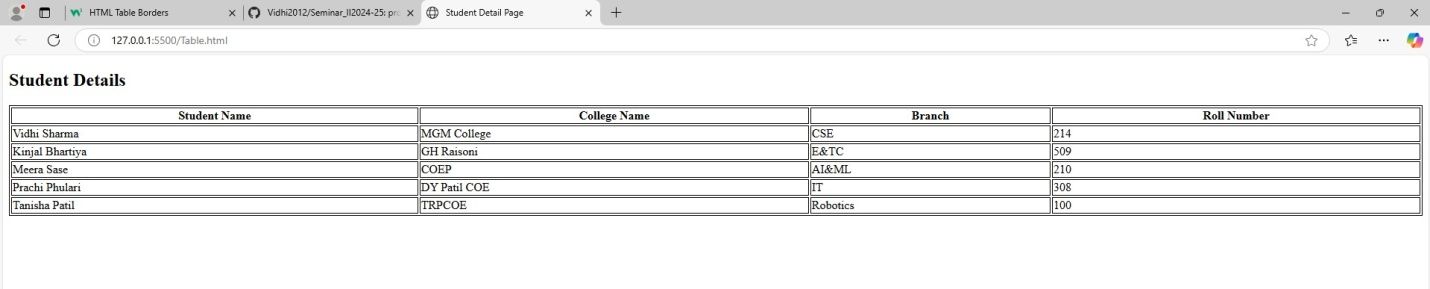 HTML Table Borders
Vidhi2012/Seminar_II2024-25: pro
Student Detail Page
127.0.0.1:5500/Table.html
Student Details
Student Name College Name Branch Roll Number
Vidhi Sharma MGM College CSE 214
Kinjal Bhartiya GH Raisoni E&TC 509
Meera Sase COEP AI&ML 210
Prachi Phulari DY Patil COE IT 308
Tanisha Patil TRPCOE Robotics 100